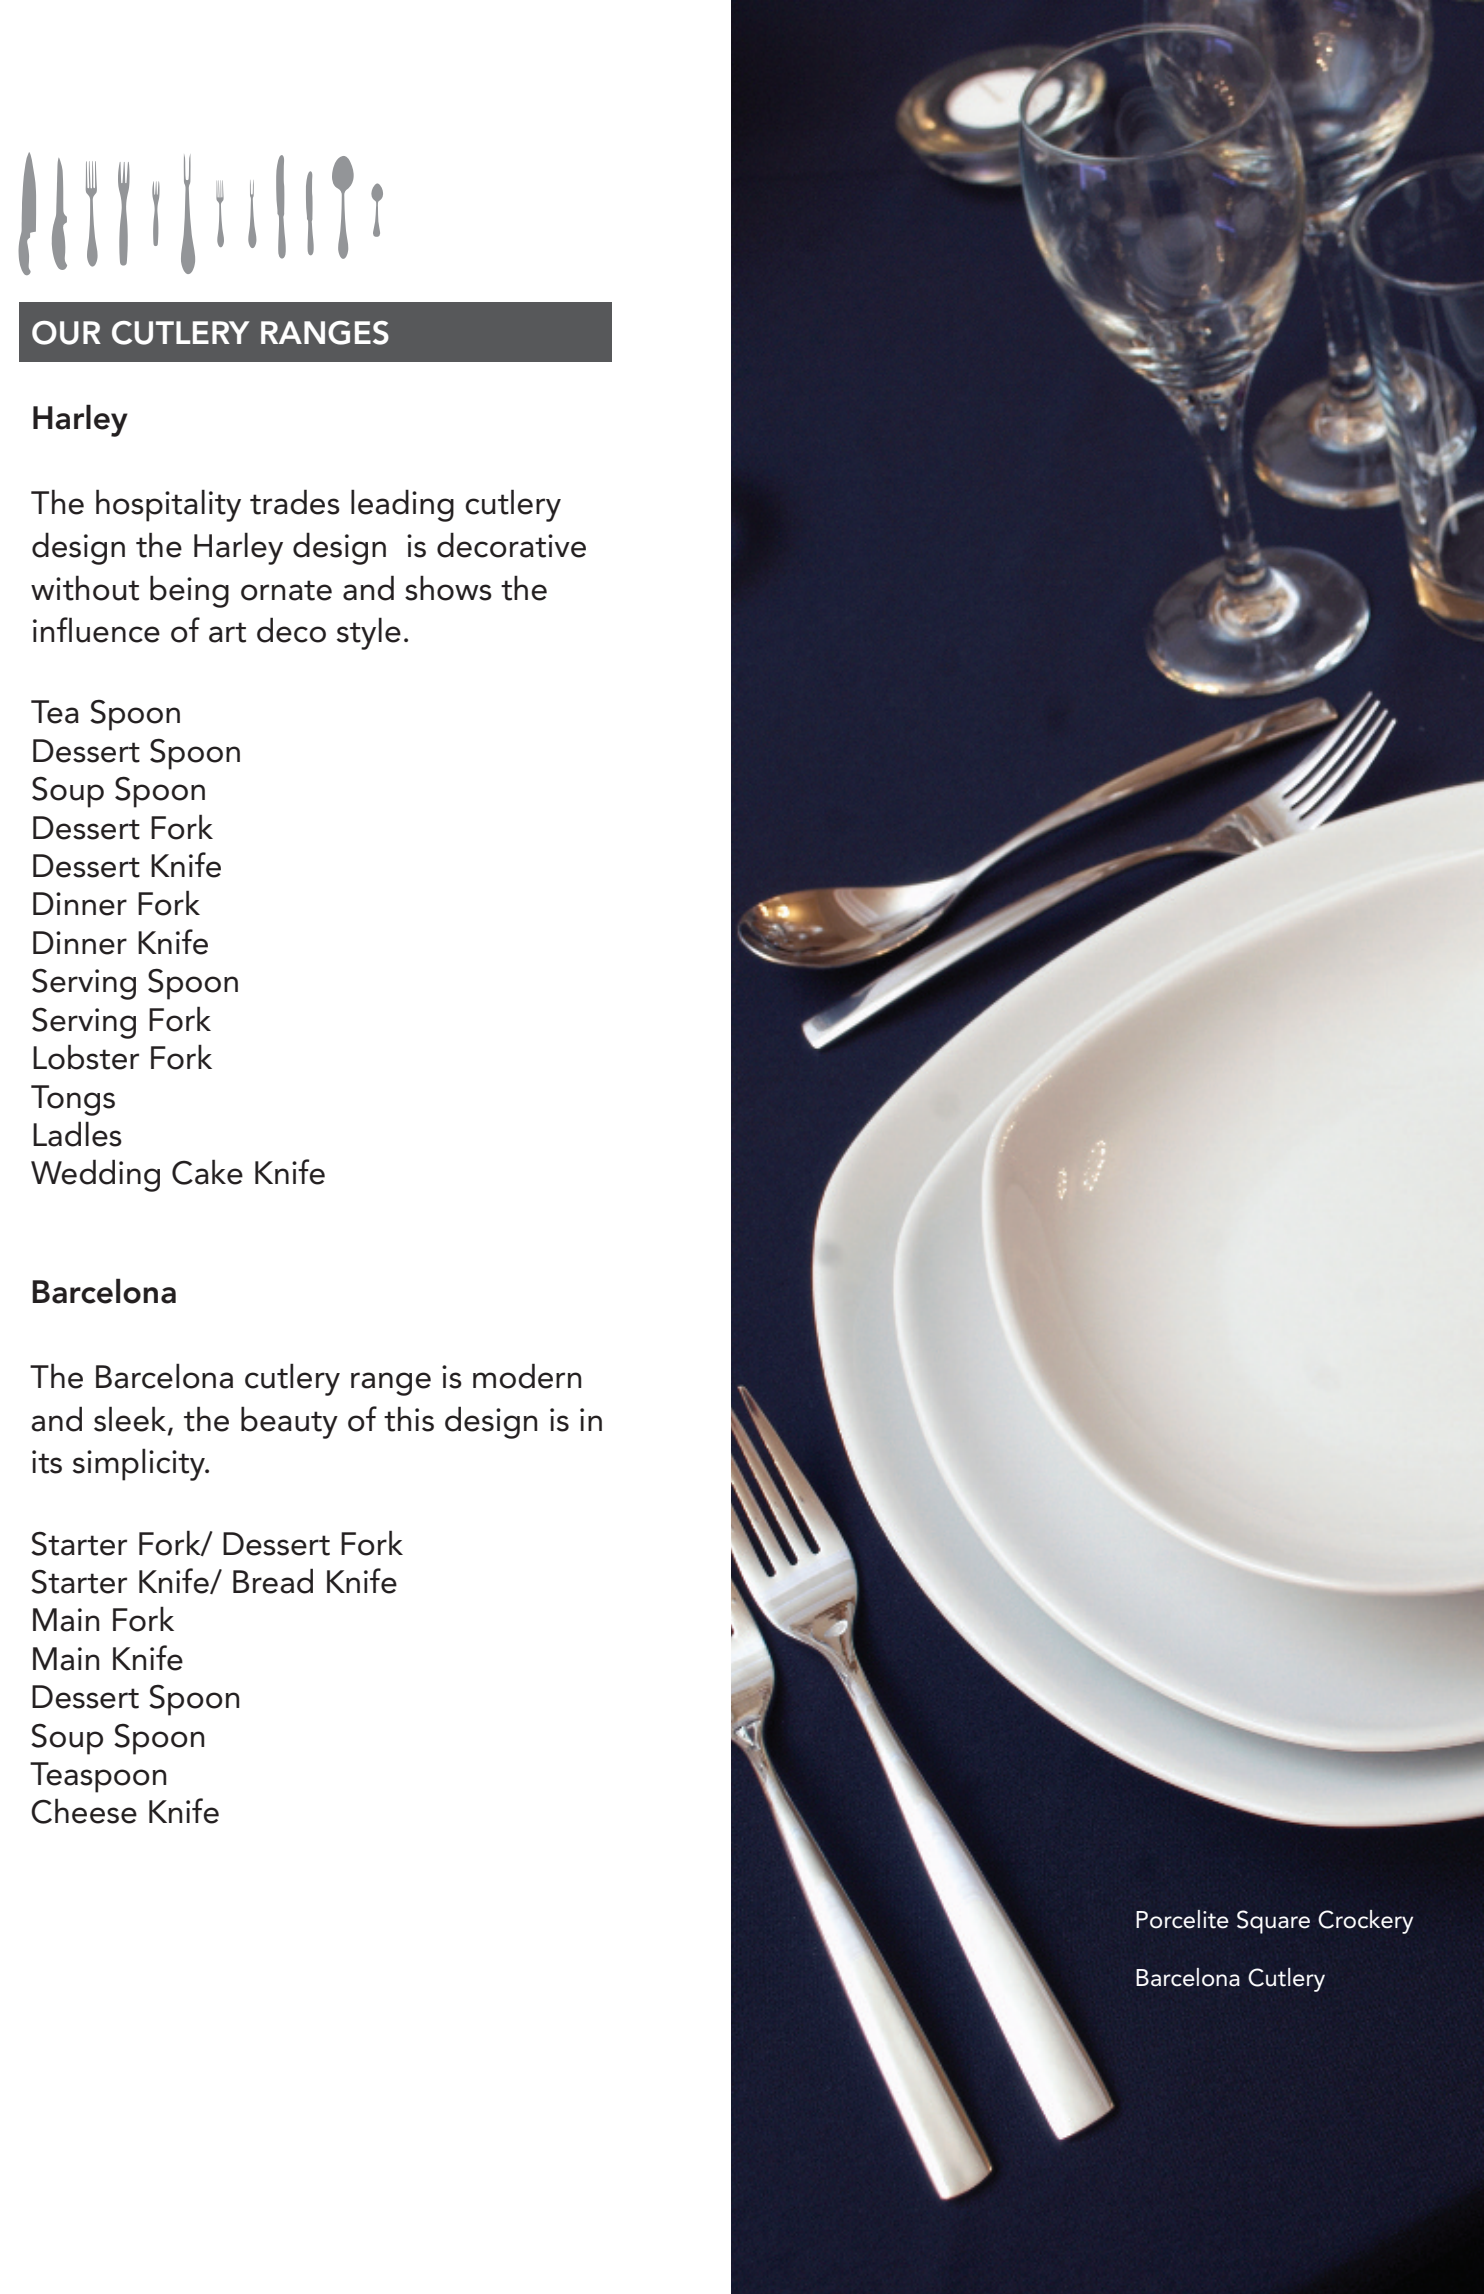 OUR CUTLERY RANGES
Harley
The hospitality trades leading cutlery
design the Harley design  is decorative
without being ornate and shows the
influence of art deco style.
Tea Spoon
Dessert Spoon
Soup Spoon
Dessert Fork
Dessert Knife
Dinner Fork
Dinner Knife
Serving Spoon
Serving Fork
Lobster Fork
Tongs
Ladles
Wedding Cake Knife
Barcelona
The Barcelona cutlery range is modern
and sleek, the beauty of this design is in
its simplicity.
Starter Fork/ Dessert Fork
Starter Knife/ Bread Knife
Main Fork
Main Knife
Dessert Spoon
Soup Spoon
Teaspoon
Cheese Knife
Porcelite Square Crockery
Barcelona Cutlery